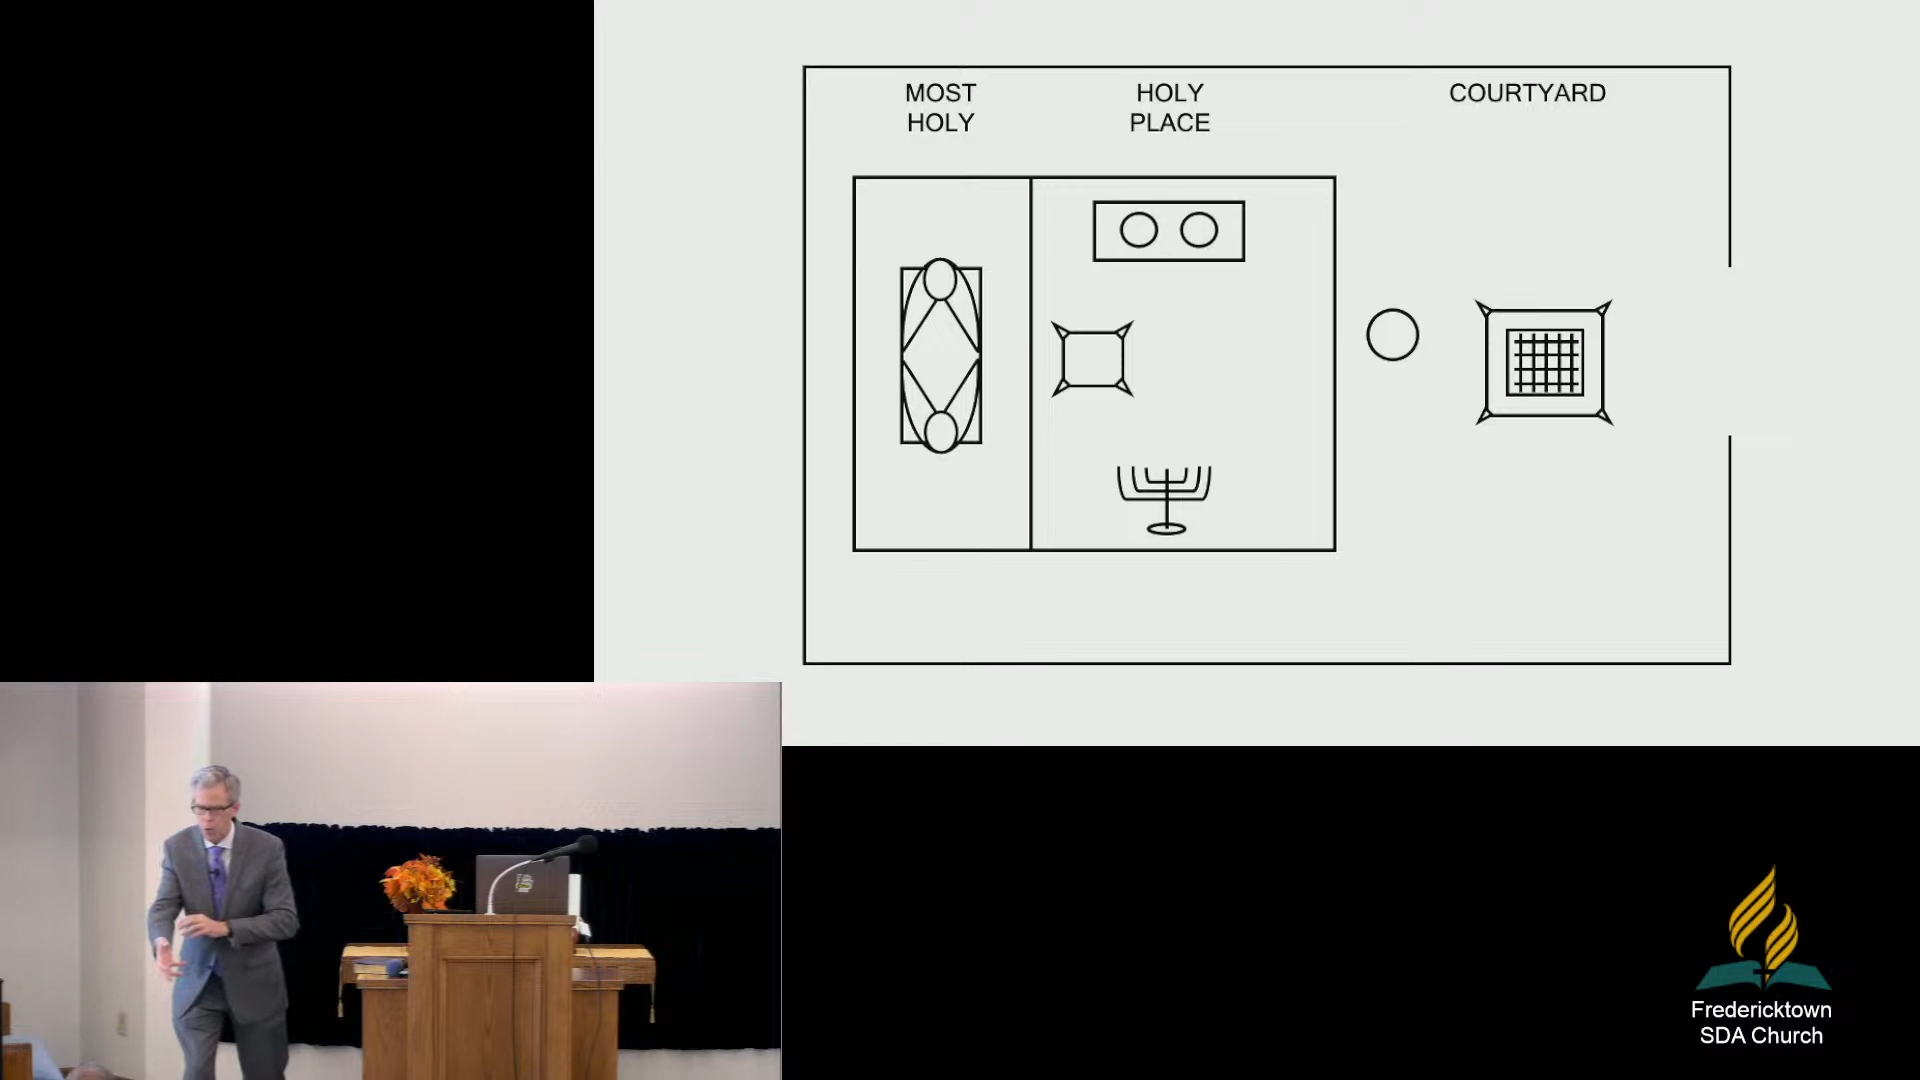 MOST
HOLY
HOLY
PLACE
COURTYARD
Fredericktown
SDA Church